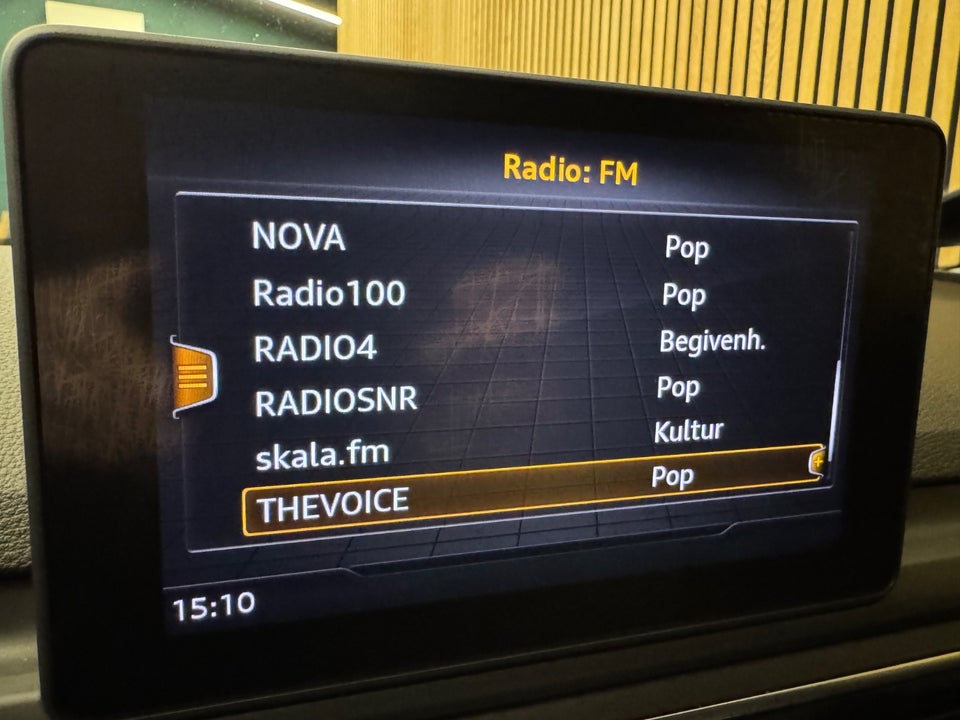 Radio: FM
NOVA Pop
Radio100 Pop
RADIO4 Begivenh.
RADIOSNR Pop
skala.fm Kultur
THEVOICE Pop
15:10